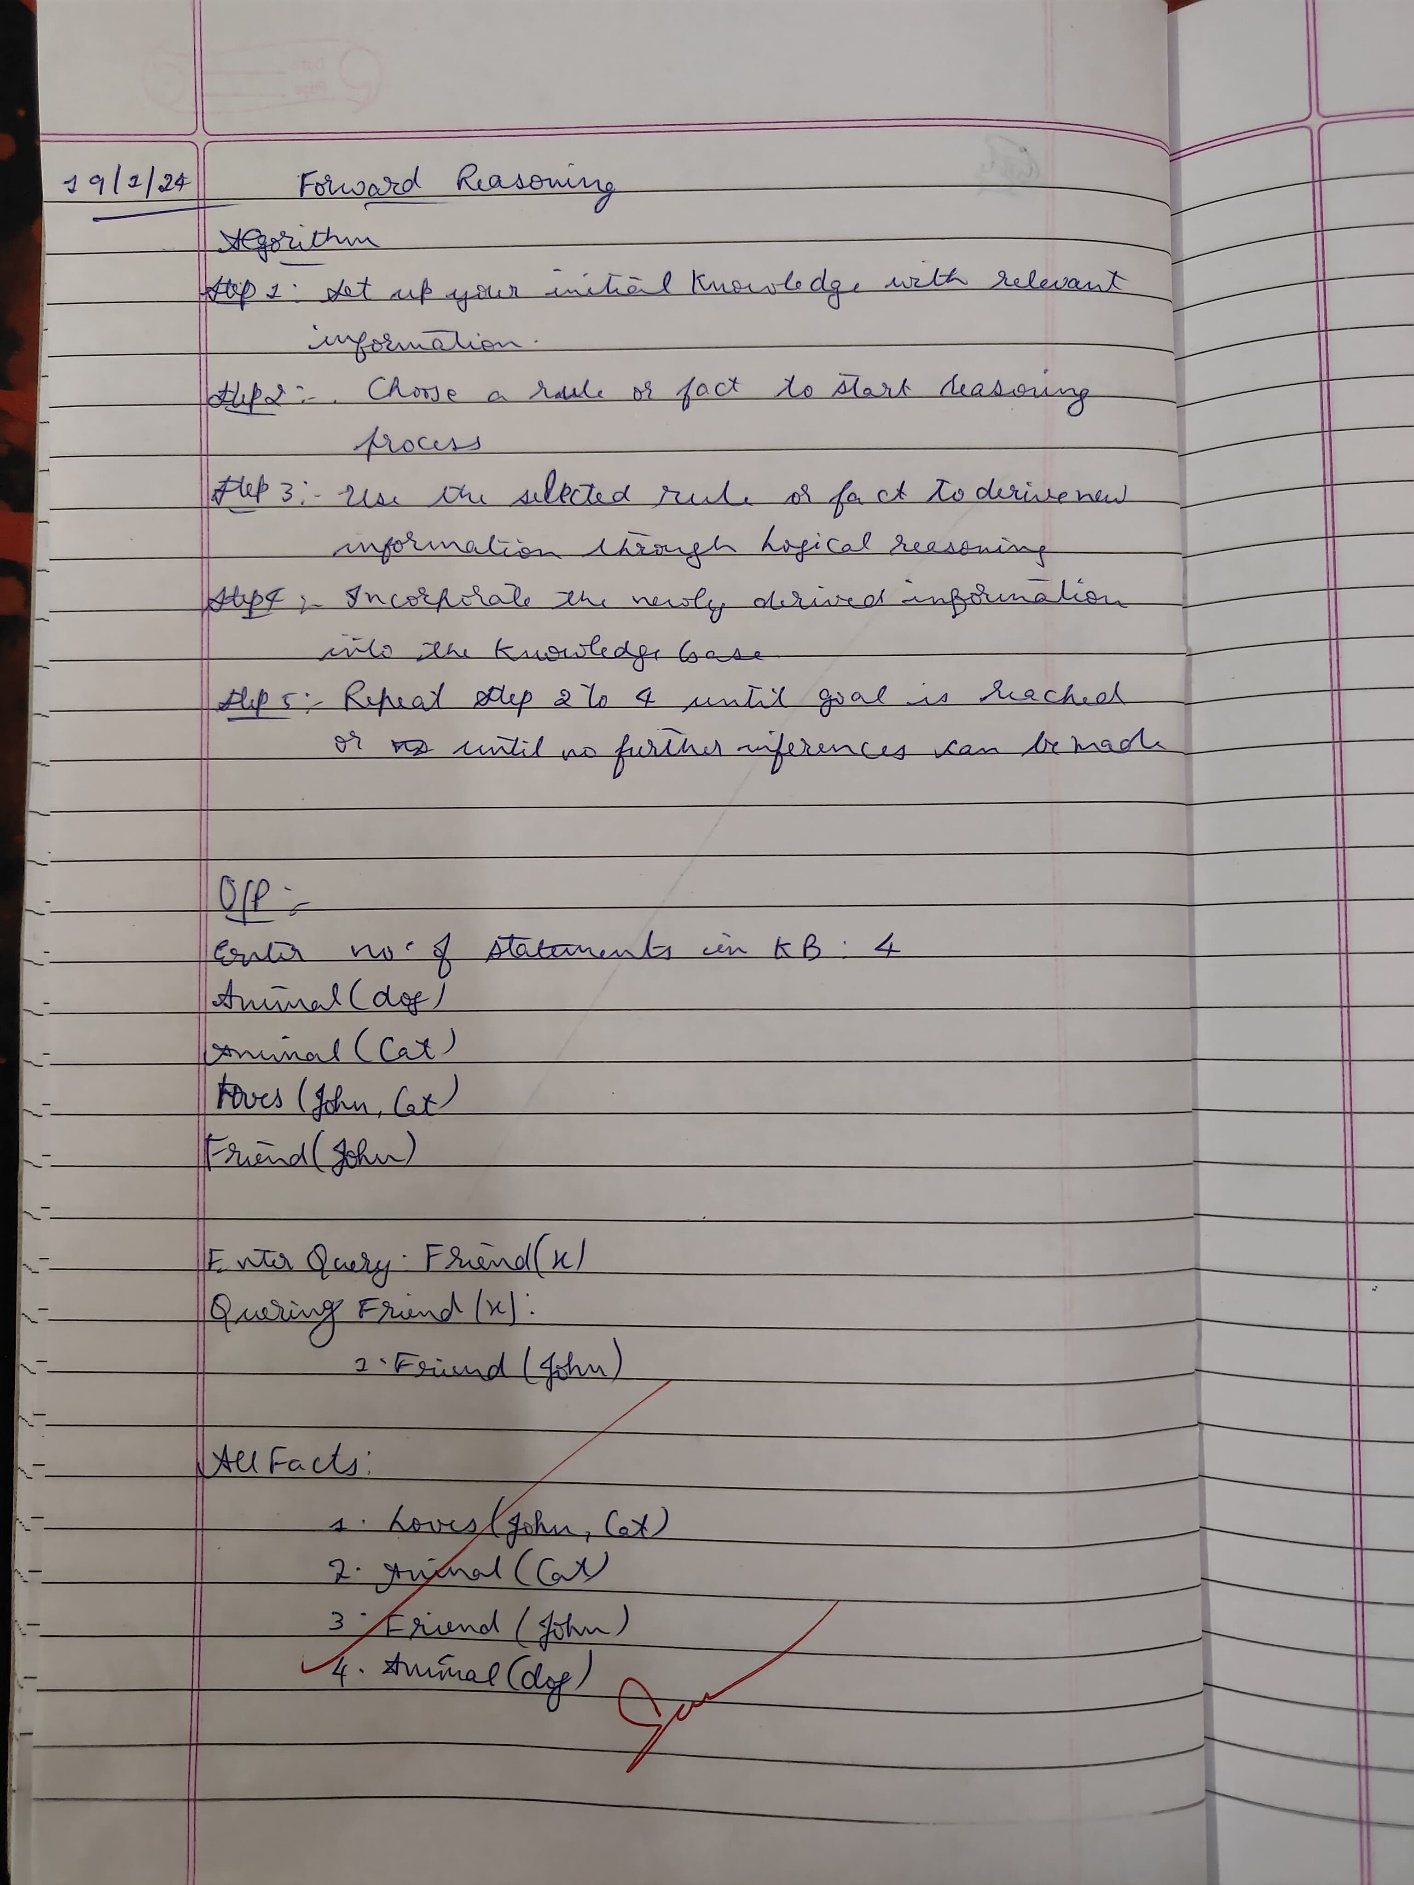 19/1/24 Forward Reasoning
Algorithm
Step 1: Set up your initial knowledge with relevant
information.
Step 2:- Choose a rule or fact to start reasoning
process
Step 3:- Use the selected rule or fact to derive new
information through Logical reasoning
Step 4:- Incorporate the newly derived information
into the knowledge base
Step 5:- Repeat step 2 to 4 until goal is reached
or until no further inferences can be made
O/P:-
Enter no. of statements in KB: 4
Animal(dog)
Animal(Cat)
Loves(John, Cat)
Friend(John)
Enter Query: Friend(x)
Quering Friend(x):
1. Friend(John)
All Facts:
1. Loves(John, Cat)
2. Animal(Cat)
3. Friend(John)
4. Animal(dog)